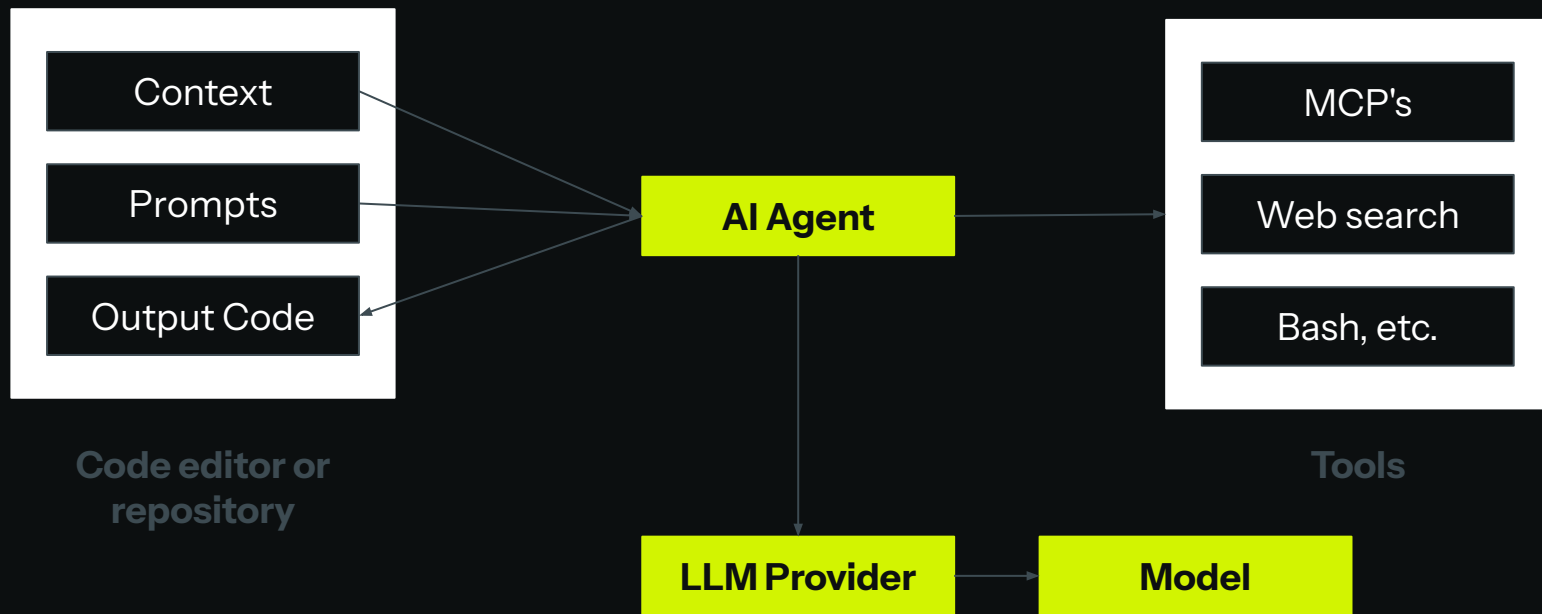 Context
Prompts
Output Code
Code editor or
repository
AI Agent
LLM Provider
Model
MCP's
Web search
Bash, etc.
Tools